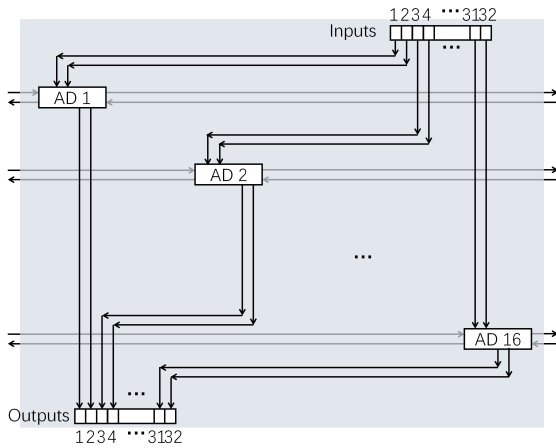 1234 ... 3132
Inputs
...
AD 1
AD 2
...
AD 16
...
Outputs
1234 ... 3132